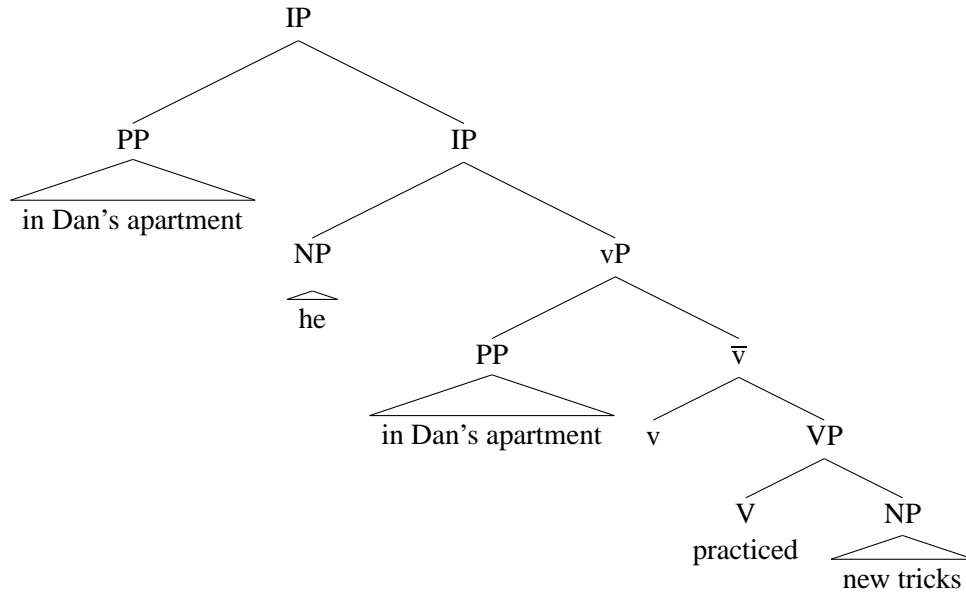 IP
PP IP
in Dan's apartment
NP vP
he
PP v̅
in Dan's apartment v VP
V NP
practiced
new tricks